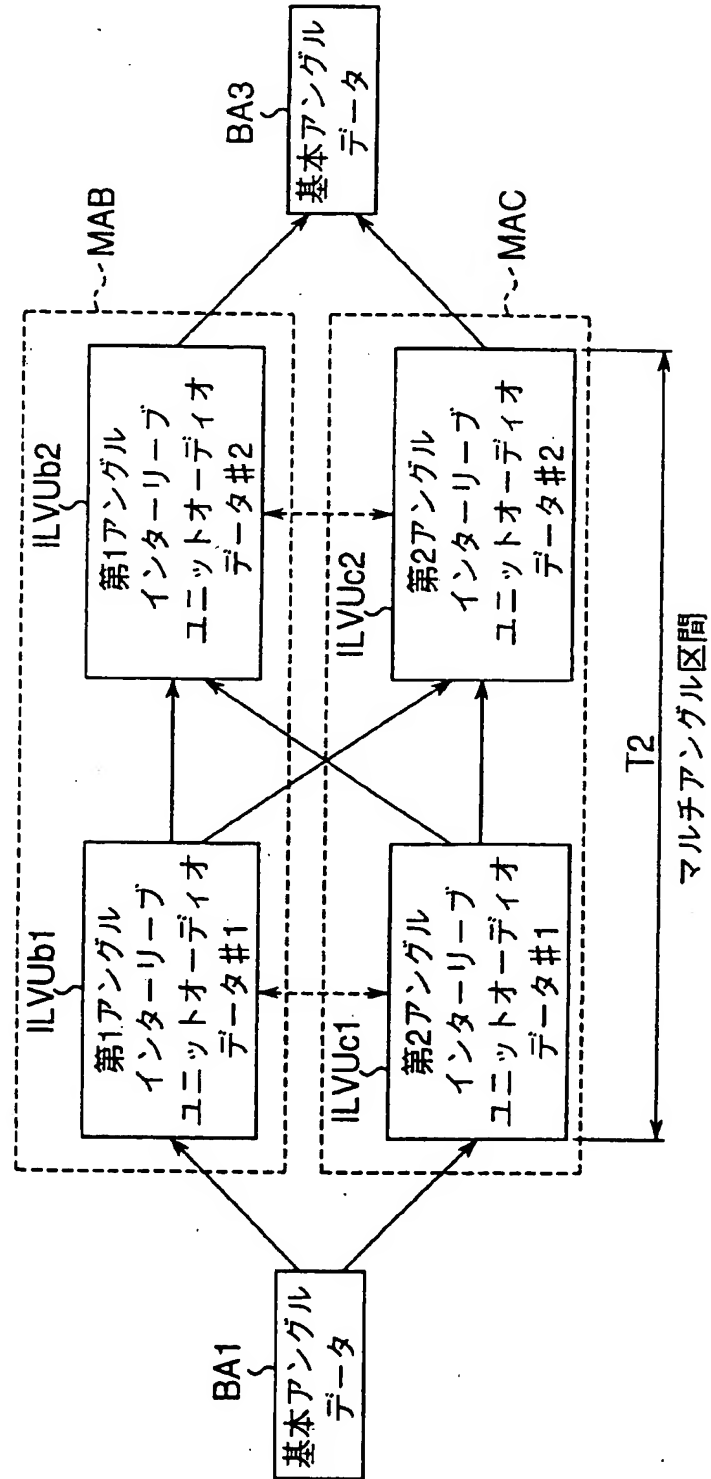 BA1
基本アングル
データ
MAB
ILVUb1
第1アングル
インターリーブ
ユニットオーディオ
データ#1
ILVUb2
第1アングル
インターリーブ
ユニットオーディオ
データ#2
BA3
基本アングル
データ
MAC
ILVUc1
第2アングル
インターリーブ
ユニットオーディオ
データ#1
ILVUc2
第2アングル
インターリーブ
ユニットオーディオ
データ#2
T2
マルチアングル区間